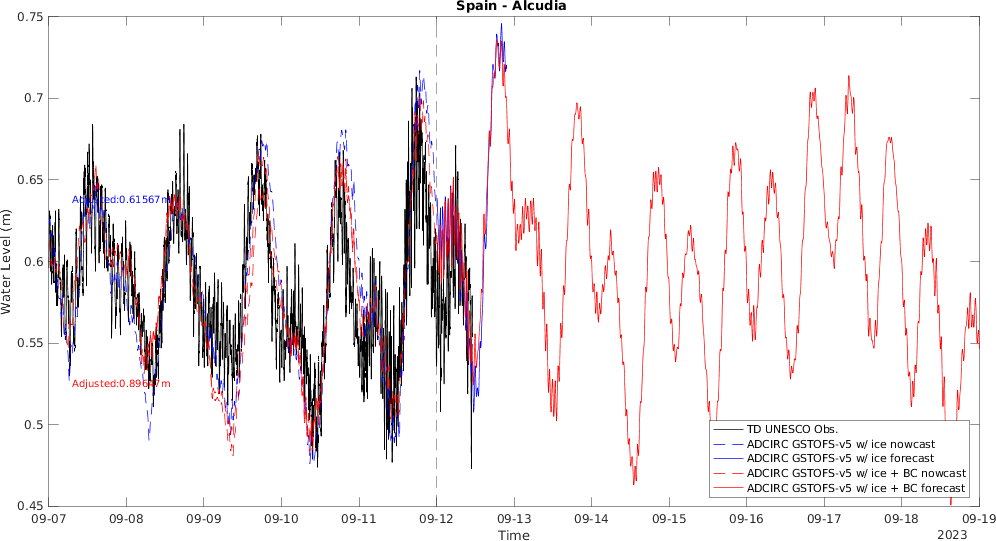 Spain - Alcudia
0.75
0.7
0.65
0.6
0.55
0.5
0.45
Water Level (m)
Adjusted:0.61567m
Adjusted:0.89647m
TD UNESCO Obs.
ADCIRC GSTOFS-v5 w/ ice nowcast
ADCIRC GSTOFS-v5 w/ ice forecast
ADCIRC GSTOFS-v5 w/ ice + BC nowcast
ADCIRC GSTOFS-v5 w/ ice + BC forecast
09-07 09-08 09-09 09-10 09-11 09-12 09-13 09-14 09-15 09-16 09-17 09-18 09-19
Time
2023